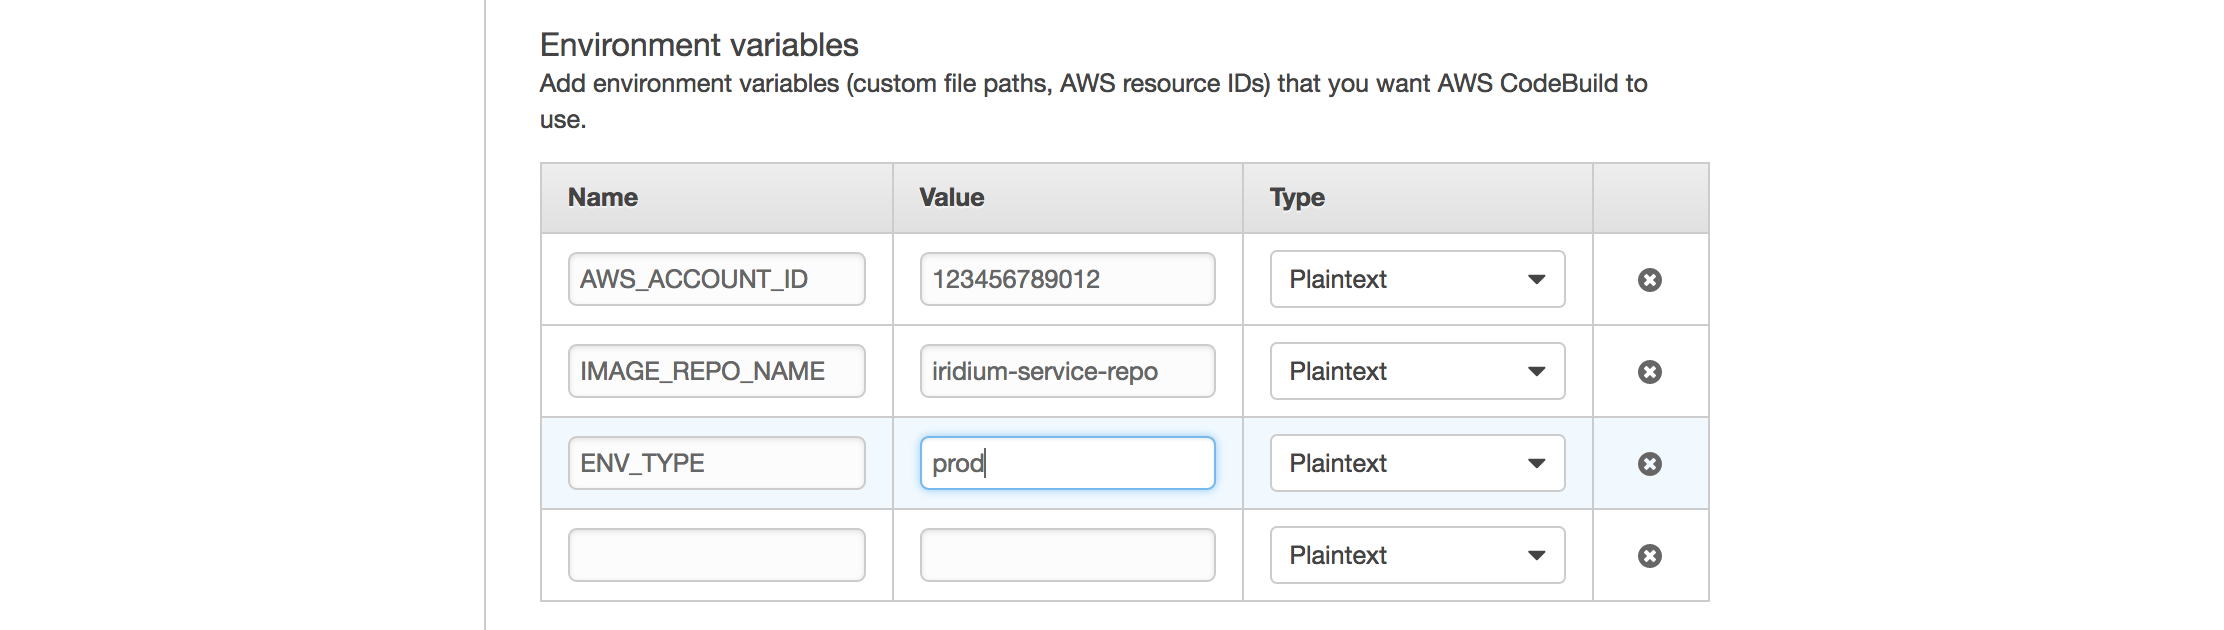 Environment variables
Add environment variables (custom file paths, AWS resource IDs) that you want AWS CodeBuild to
use.
Name Value Type
AWS_ACCOUNT_ID 123456789012 Plaintext
IMAGE_REPO_NAME iridium-service-repo Plaintext
ENV_TYPE prod Plaintext
Plaintext